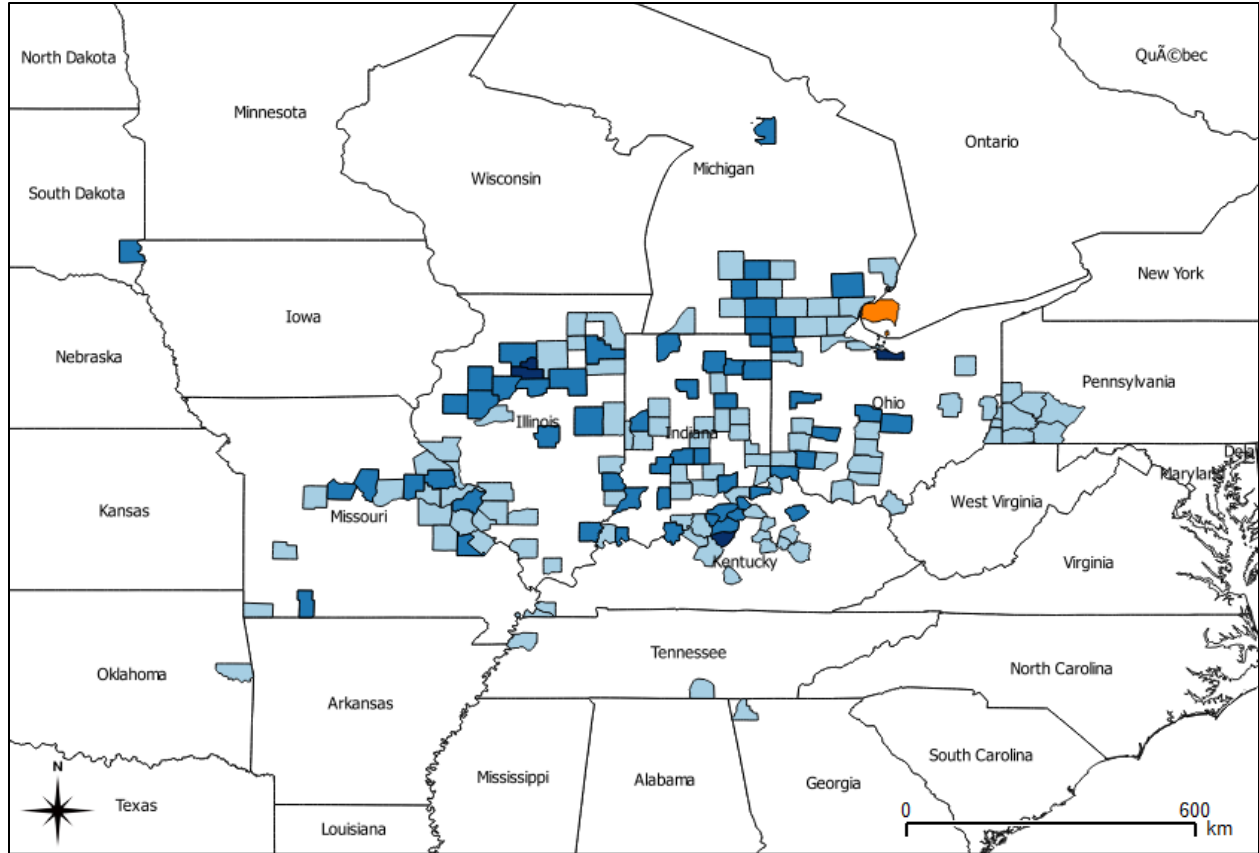 North Dakota
QuÃ©bec
Minnesota
Ontario
Michigan
Wisconsin
South Dakota
New York
Iowa
Nebraska
Pennsylvania
Ohio
Illinois
Indiana
Dela
Maryland
West Virginia
Kansas
Missouri
Kentucky
Virginia
Tennessee
North Carolina
Oklahoma
Arkansas
South Carolina
N
Mississippi
Alabama
Georgia
Texas
0 600
km
Louisiana